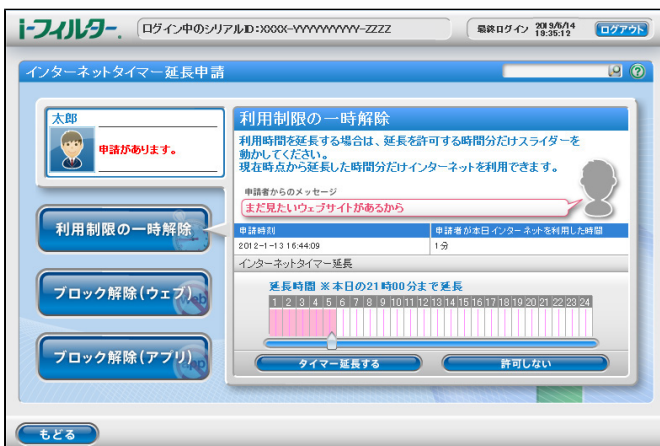 i-フィルター.
ログイン中のシリアルID:XXXX-YYYYYYYYYY-ZZZZ
最終ログイン 2019/6/14 19:35:12
ログアウト
インターネットタイマー延長申請
太郎
申請があります。
利用制限の一時解除
ブロック解除(ウェブ)
ブロック解除(アプリ)
利用制限の一時解除
利用時間を延長する場合は、延長を許可する時間分だけスライダーを
動かしてください。
現在時点から延長した時間分だけインターネットを利用できます。
申請者からのメッセージ
まだ見たいウェブサイトがあるから
申請時刻 申請者が本日インターネットを利用した時間
2012-1-13 16:44:09 1分
インターネットタイマー延長
延長時間 ※本日の21時00分まで延長
1 2 3 4 5 6 7 8 9 10 11 12 13 14 15 16 17 18 19 20 21 22 23 24
タイマー延長する 許可しない
もどる